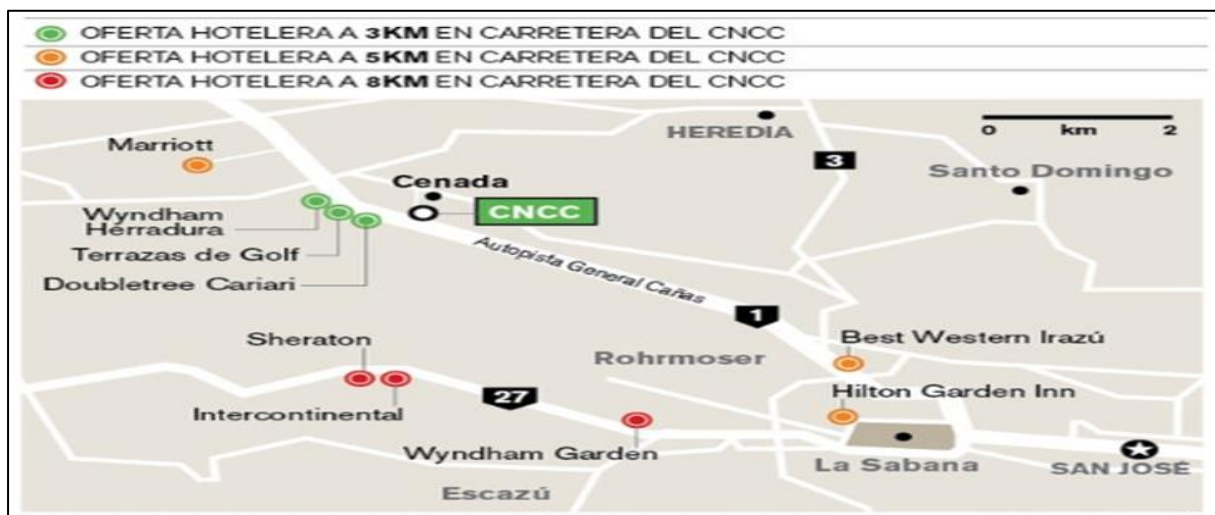 OFERTA HOTELERA A 3KM EN CARRETERA DEL CNCC
OFERTA HOTELERA A 5KM EN CARRETERA DEL CNCC
OFERTA HOTELERA A 8KM EN CARRETERA DEL CNCC
Marriott
HEREDIA
0 km 2
3
Santo Domingo
Cenada
CNCC
Wyndham
Herradura
Terrazas de Golf
Doubletree Cariari
Autopista General Cañas
1
Sheraton
Rohrmoser
Best Western Irazú
27
Hilton Garden Inn
Intercontinental
Wyndham Garden
La Sabana
SAN JOSÉ
Escazú